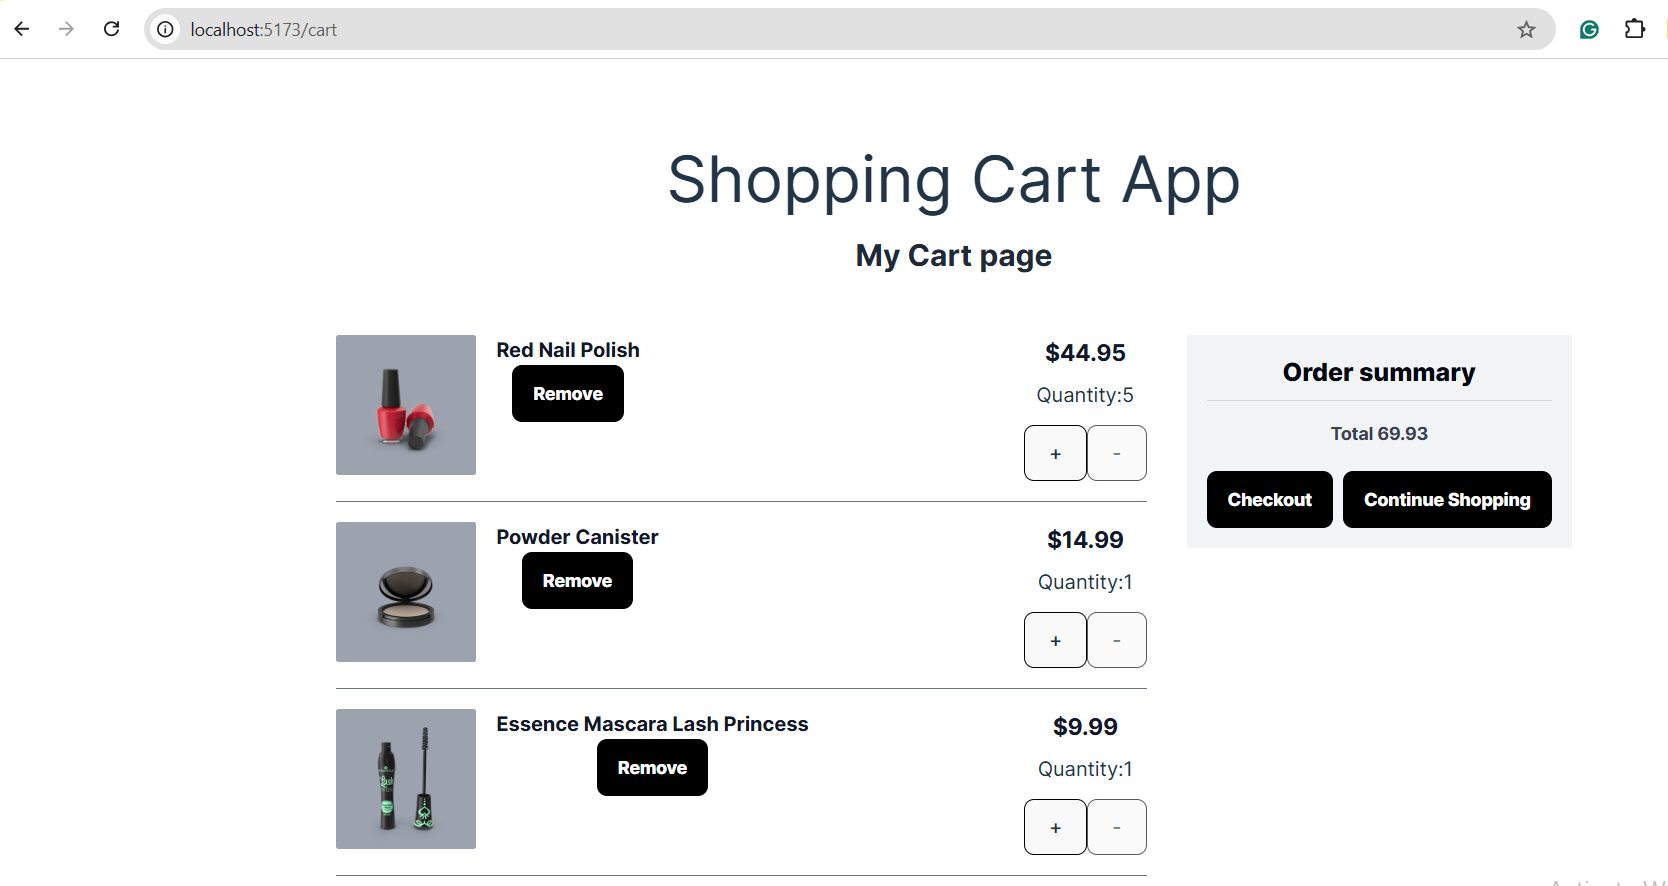 localhost:5173/cart
Shopping Cart App
My Cart page
Red Nail Polish
Remove
$44.95
Quantity:5
+ -
Order summary
Total 69.93
Checkout Continue Shopping
Powder Canister
Remove
$14.99
Quantity:1
+ -
Essence Mascara Lash Princess
Remove
$9.99
Quantity:1
+ -